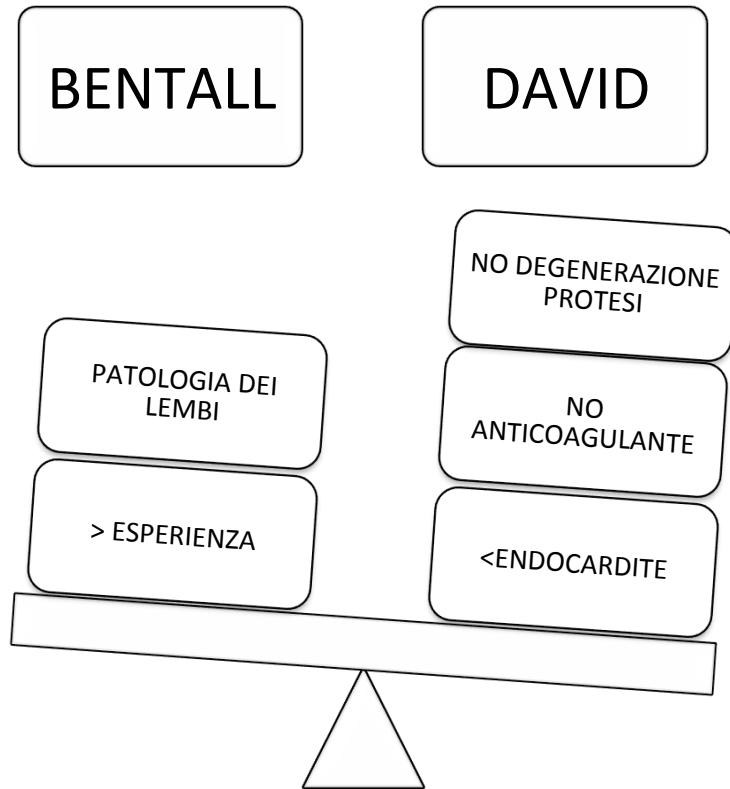 BENTALL
DAVID
NO DEGENERAZIONE
PROTESI
PATOLOGIA DEI
LEMBI
NO
ANTICOAGULANTE
> ESPERIENZA
<ENDOCARDITE